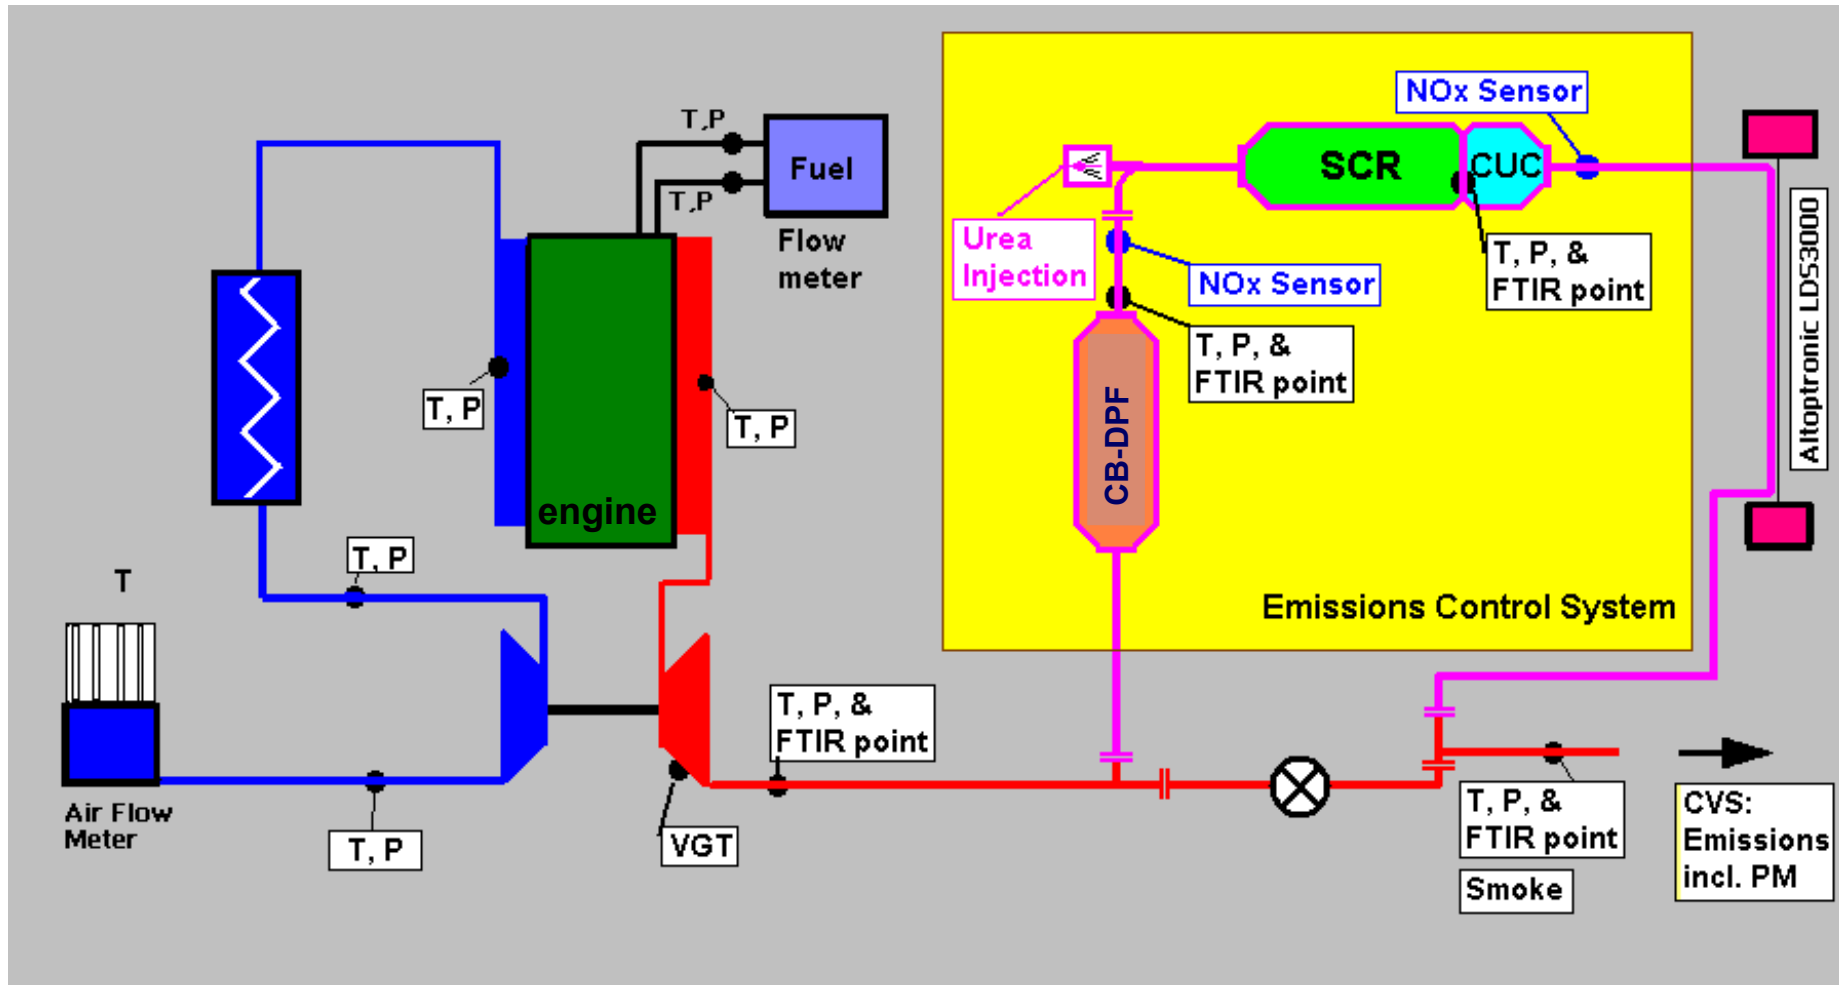 NOx Sensor
T,P
Fuel
SCR
CUC
T,P
Flow
meter
Urea
Injection
NOx Sensor
T, P, &
FTIR point
T, P, &
FTIR point
Altoptronic LDS3000
T, P
T, P
CB-DPF
engine
T, P
T
Emissions Control System
T, P, &
FTIR point
Air Flow
Meter
T, P
VGT
T, P, &
FTIR point
Smoke
CVS:
Emissions
incl. PM